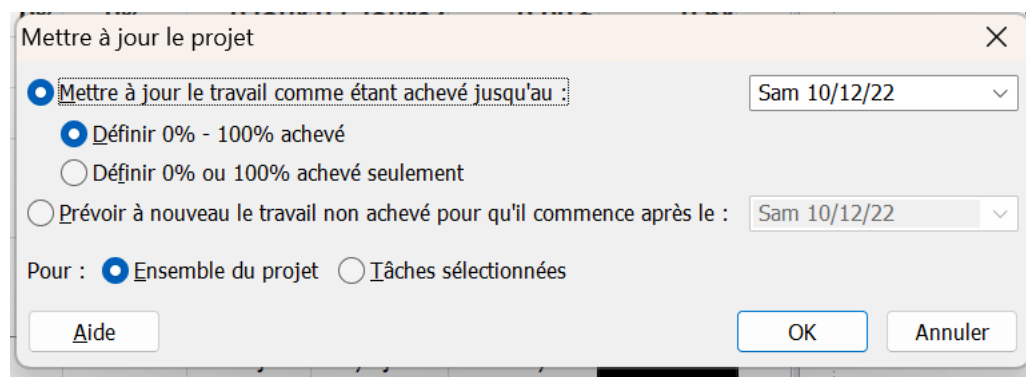 Mettre à jour le projet
Mettre à jour le travail comme étant achevé jusqu'au : Sam 10/12/22
Définir 0% - 100% achevé
Définir 0% ou 100% achevé seulement
Prévoir à nouveau le travail non achevé pour qu'il commence après le : Sam 10/12/22
Pour : Ensemble du projet Tâches sélectionnées
Aide OK Annuler